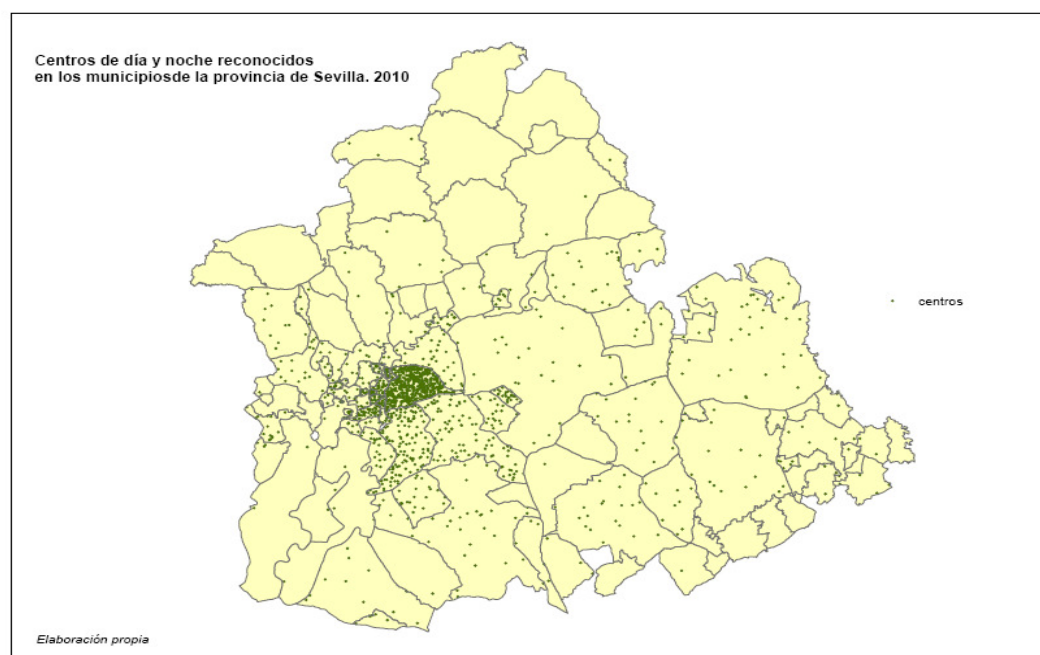 Centros de día y noche reconocidos
en los municipiosde la provincia de Sevilla. 2010
centros
Elaboración propia